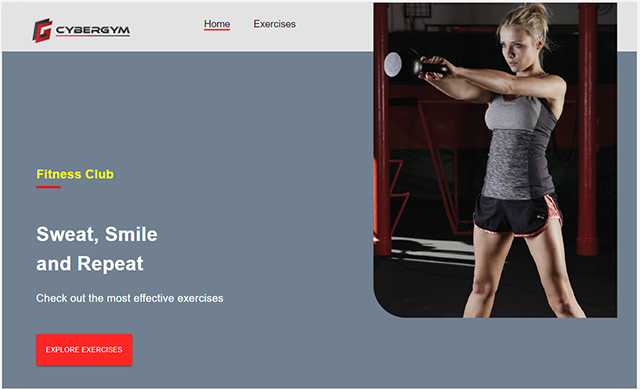 CYBERGYM
Home
Exercises
Fitness Club
Sweat, Smile
and Repeat
Check out the most effective exercises
EXPLORE EXERCISES